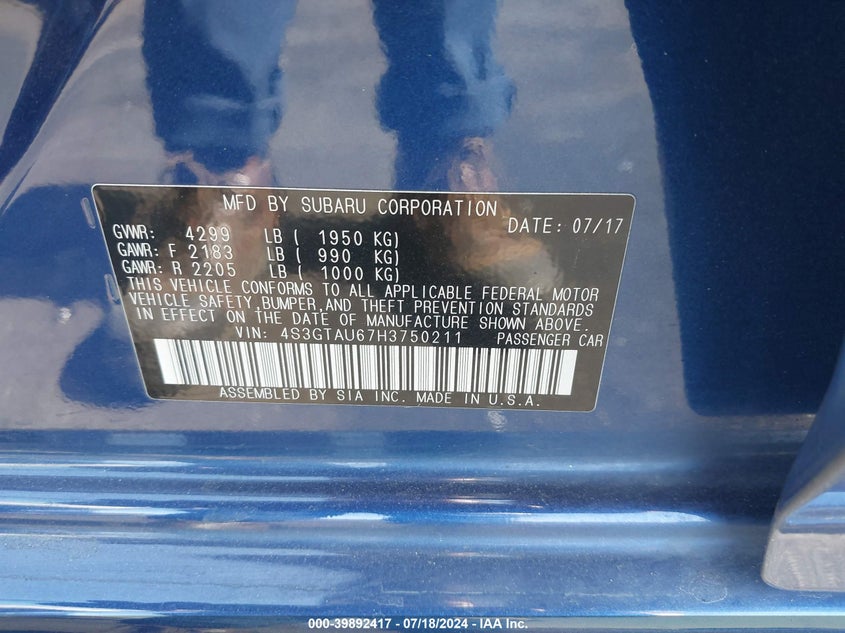 MFD BY SUBARU CORPORATION
DATE: 07/17
GVWR: 4299 LB ( 1950 KG)
GAWR: F 2183 LB ( 990 KG)
GAWR: R 2205 LB ( 1000 KG)
THIS VEHICLE CONFORMS TO ALL APPLICABLE FEDERAL MOTOR
VEHICLE SAFETY, BUMPER, AND THEFT PREVENTION STANDARDS
IN EFFECT ON THE DATE OF MANUFACTURE SHOWN ABOVE.
VIN: 4S3GTAU67H3750211 PASSENGER CAR
ASSEMBLED BY SIA INC. MADE IN U.S.A.
000-39892417 - 07/18/2024 - IAA Inc.